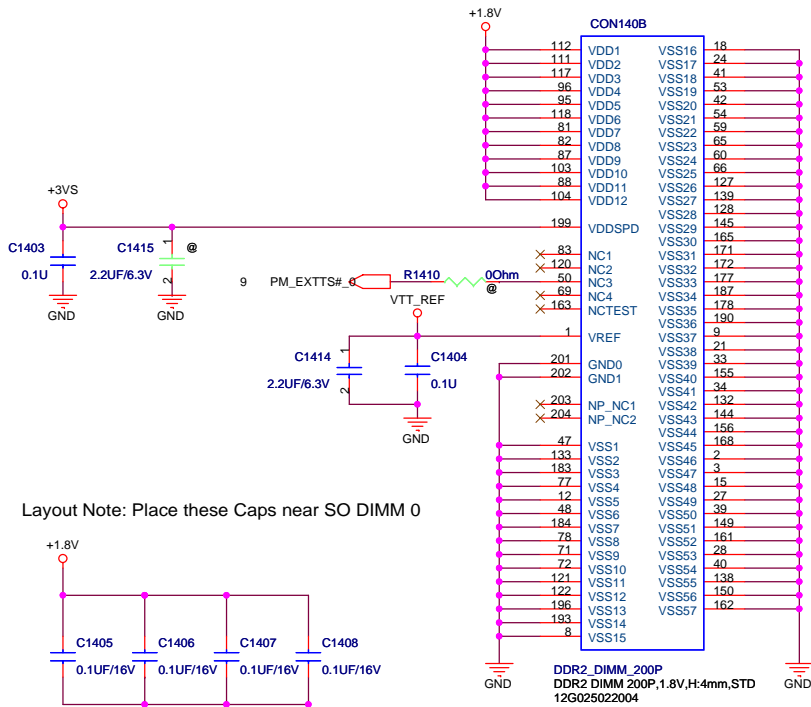 +1.8V
CON140B
112 VDD1 VSS16 18
111 VDD2 VSS17 24
117 VDD3 VSS18 41
96 VDD4 VSS19 53
95 VDD5 VSS20 42
118 VDD6 VSS21 54
81 VDD7 VSS22 59
82 VDD8 VSS23 65
87 VDD9 VSS24 60
103 VDD10 VSS25 66
88 VDD11 VSS26 127
104 VDD12 VSS27 139
VSS28 128
+3VS
199 VDDSPD VSS29 145
VSS30 165
C1403 0.1U GND
C1415 1 @ 2.2UF/6.3V 2 GND
83 NC1 VSS31 171
120 NC2 VSS32 172
9 PM_EXTTS#_0 R1410 0Ohm @ 50 NC3 VSS33 177
69 NC4 VSS34 187
163 NCTEST VSS35 178
VSS36 190
VTT_REF
1 VREF VSS37 9
VSS38 21
C1414 1 2.2UF/6.3V 2
C1404 0.1U
GND
201 GND0 VSS39 33
202 GND1 VSS40 155
VSS41 34
203 NP_NC1 VSS42 132
204 NP_NC2 VSS43 144
VSS44 156
47 VSS1 VSS45 168
133 VSS2 VSS46 2
183 VSS3 VSS47 3
77 VSS4 VSS48 15
12 VSS5 VSS49 27
48 VSS6 VSS50 39
184 VSS7 VSS51 149
78 VSS8 VSS52 161
71 VSS9 VSS53 28
72 VSS10 VSS54 40
121 VSS11 VSS55 138
122 VSS12 VSS56 150
196 VSS13 VSS57 162
193 VSS14
8 VSS15
GND
GND
DDR2_DIMM_200P
DDR2 DIMM 200P,1.8V,H:4mm,STD
12G025022004
Layout Note: Place these Caps near SO DIMM 0
+1.8V
C1405 C1406 C1407 C1408
0.1UF/16V 0.1UF/16V 0.1UF/16V 0.1UF/16V